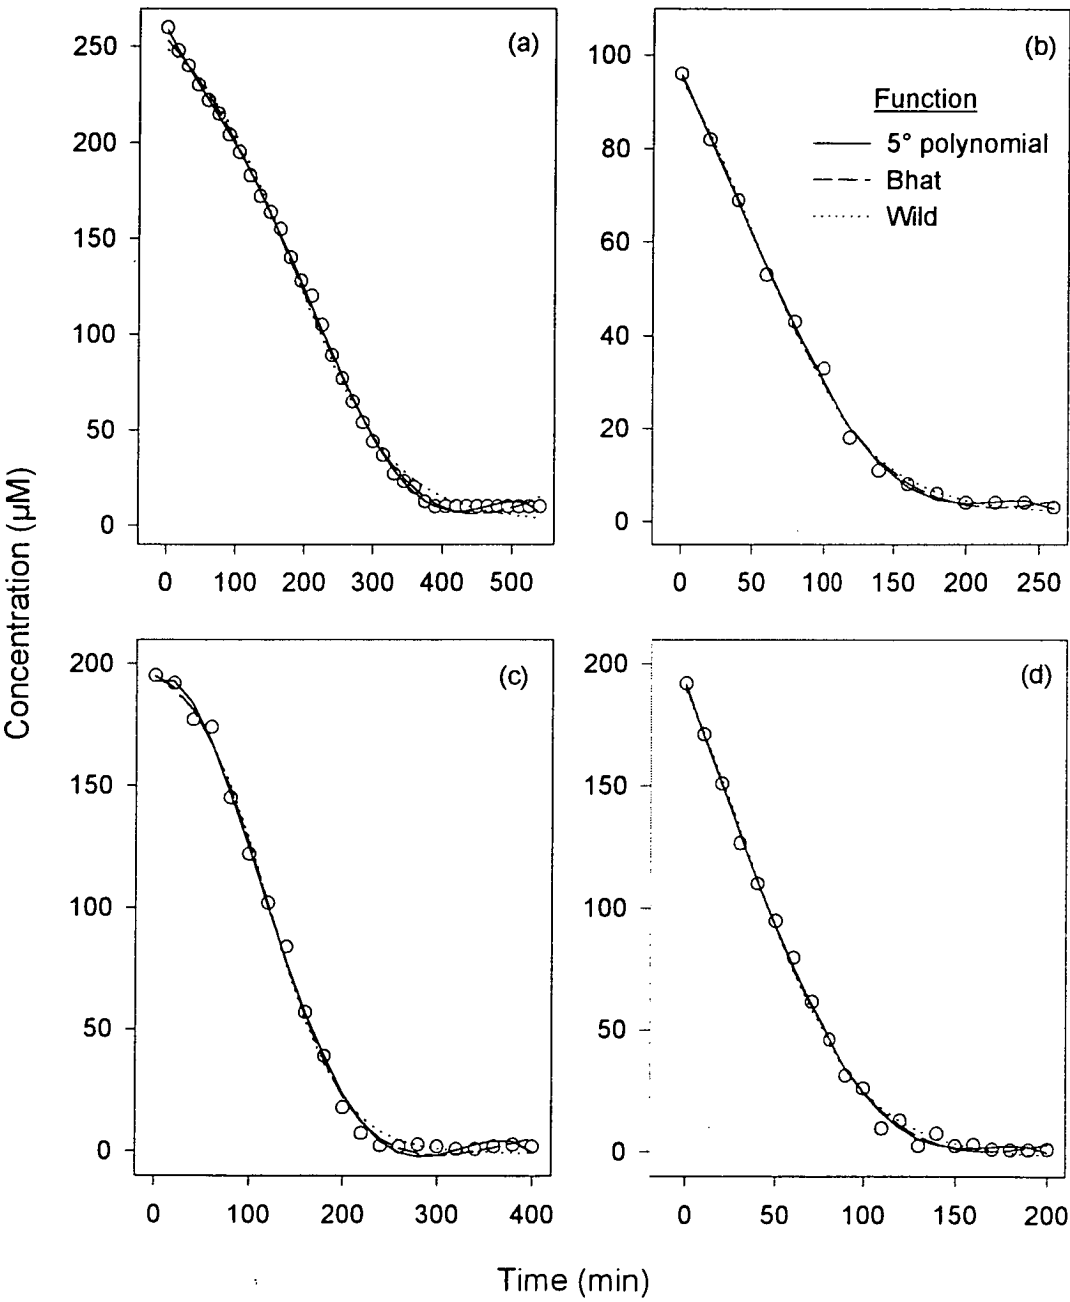 (a)
250
200
150
100
50
0
0 100 200 300 400 500
(b)
Function
5° polynomial
Bhat
Wild
100
80
60
40
20
0
0 50 100 150 200 250
Concentration (µM)
(c)
200
150
100
50
0
0 100 200 300 400
(d)
200
150
100
50
0
0 50 100 150 200
Time (min)